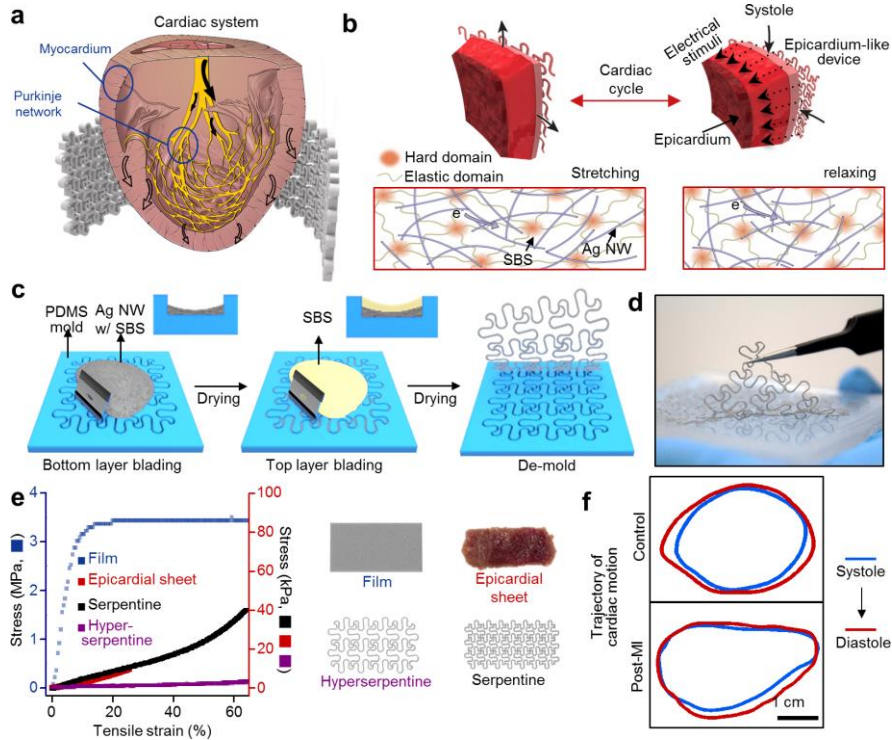 a
Cardiac system
Myocardium
Purkinje
network
b
Electrical
stimuli
Systole
Epicardium-like
device
Cardiac
cycle
Epicardium
Hard domain
Elastic domain
Stretching
relaxing
e
SBS
Ag NW
e
c
PDMS
mold
Ag NW
w/ SBS
SBS
Drying
Drying
Bottom layer blading
Top layer blading
De-mold
d
e
Stress (MPa, )
4
3
2
1
0
Film
Epicardial sheet
Serpentine
Hyper-
serpentine
100
80
60
40
20
0
Stress (kPa, )
0
20
40
60
Tensile strain (%)
Film
Epicardial
sheet
Hyperserpentine
Serpentine
f
Trajectory of
cardiac motion
Control
Post-MI
Systole
Diastole
1 cm